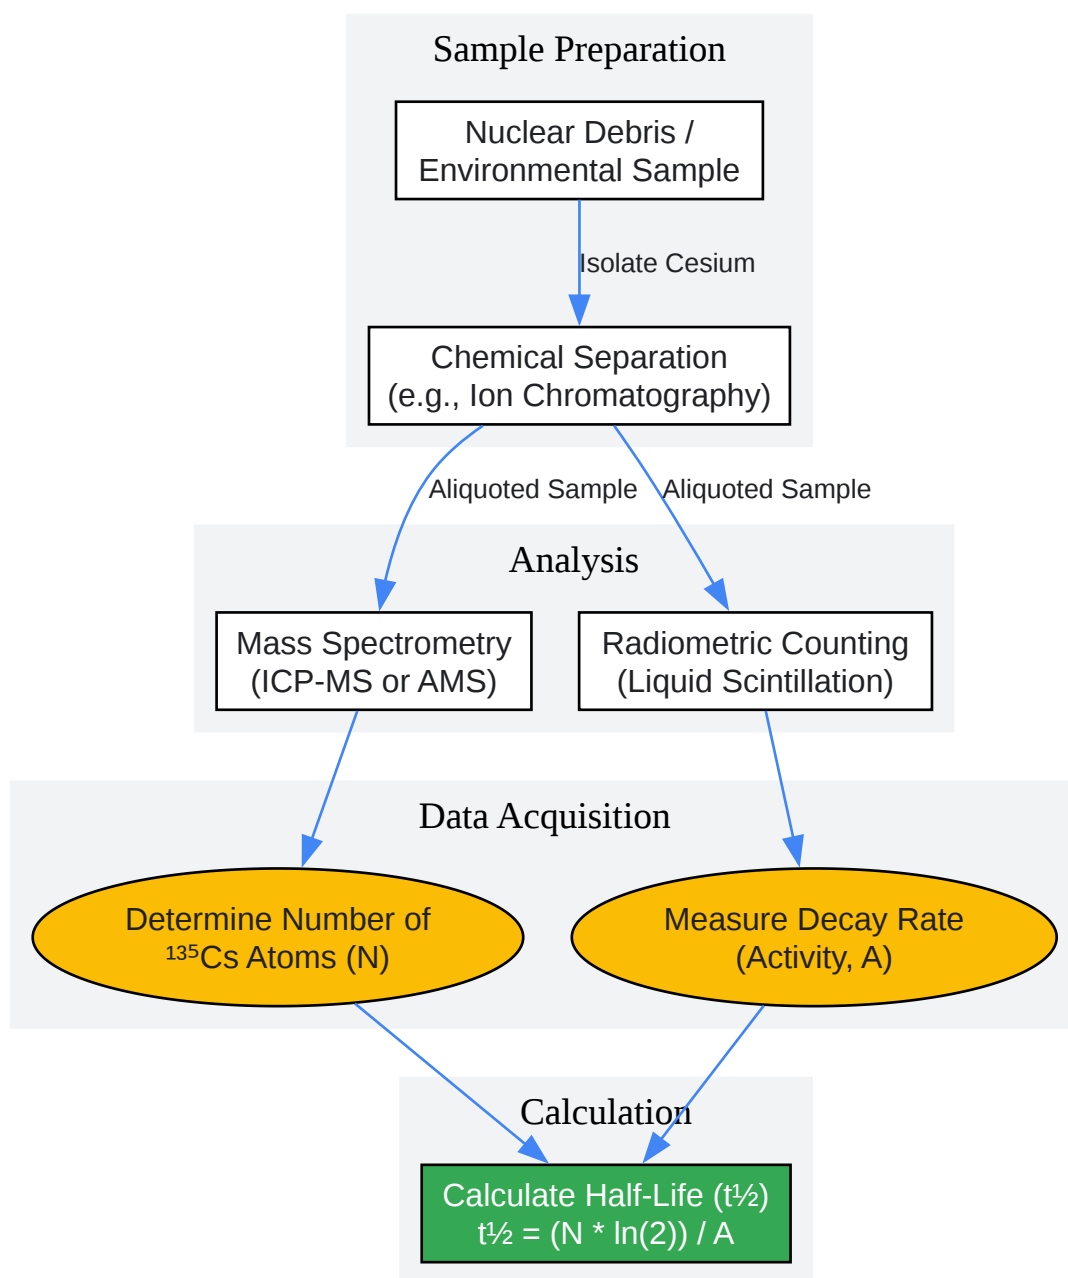 Sample Preparation
Nuclear Debris /
Environmental Sample
Isolate Cesium
Chemical Separation
(e.g., Ion Chromatography)
Aliquoted Sample
Aliquoted Sample
Analysis
Mass Spectrometry
(ICP-MS or AMS)
Radiometric Counting
(Liquid Scintillation)
Data Acquisition
Determine Number of
¹³⁵Cs Atoms (N)
Measure Decay Rate
(Activity, A)
Calculation
Calculate Half-Life (t½)
t½ = (N * ln(2)) / A